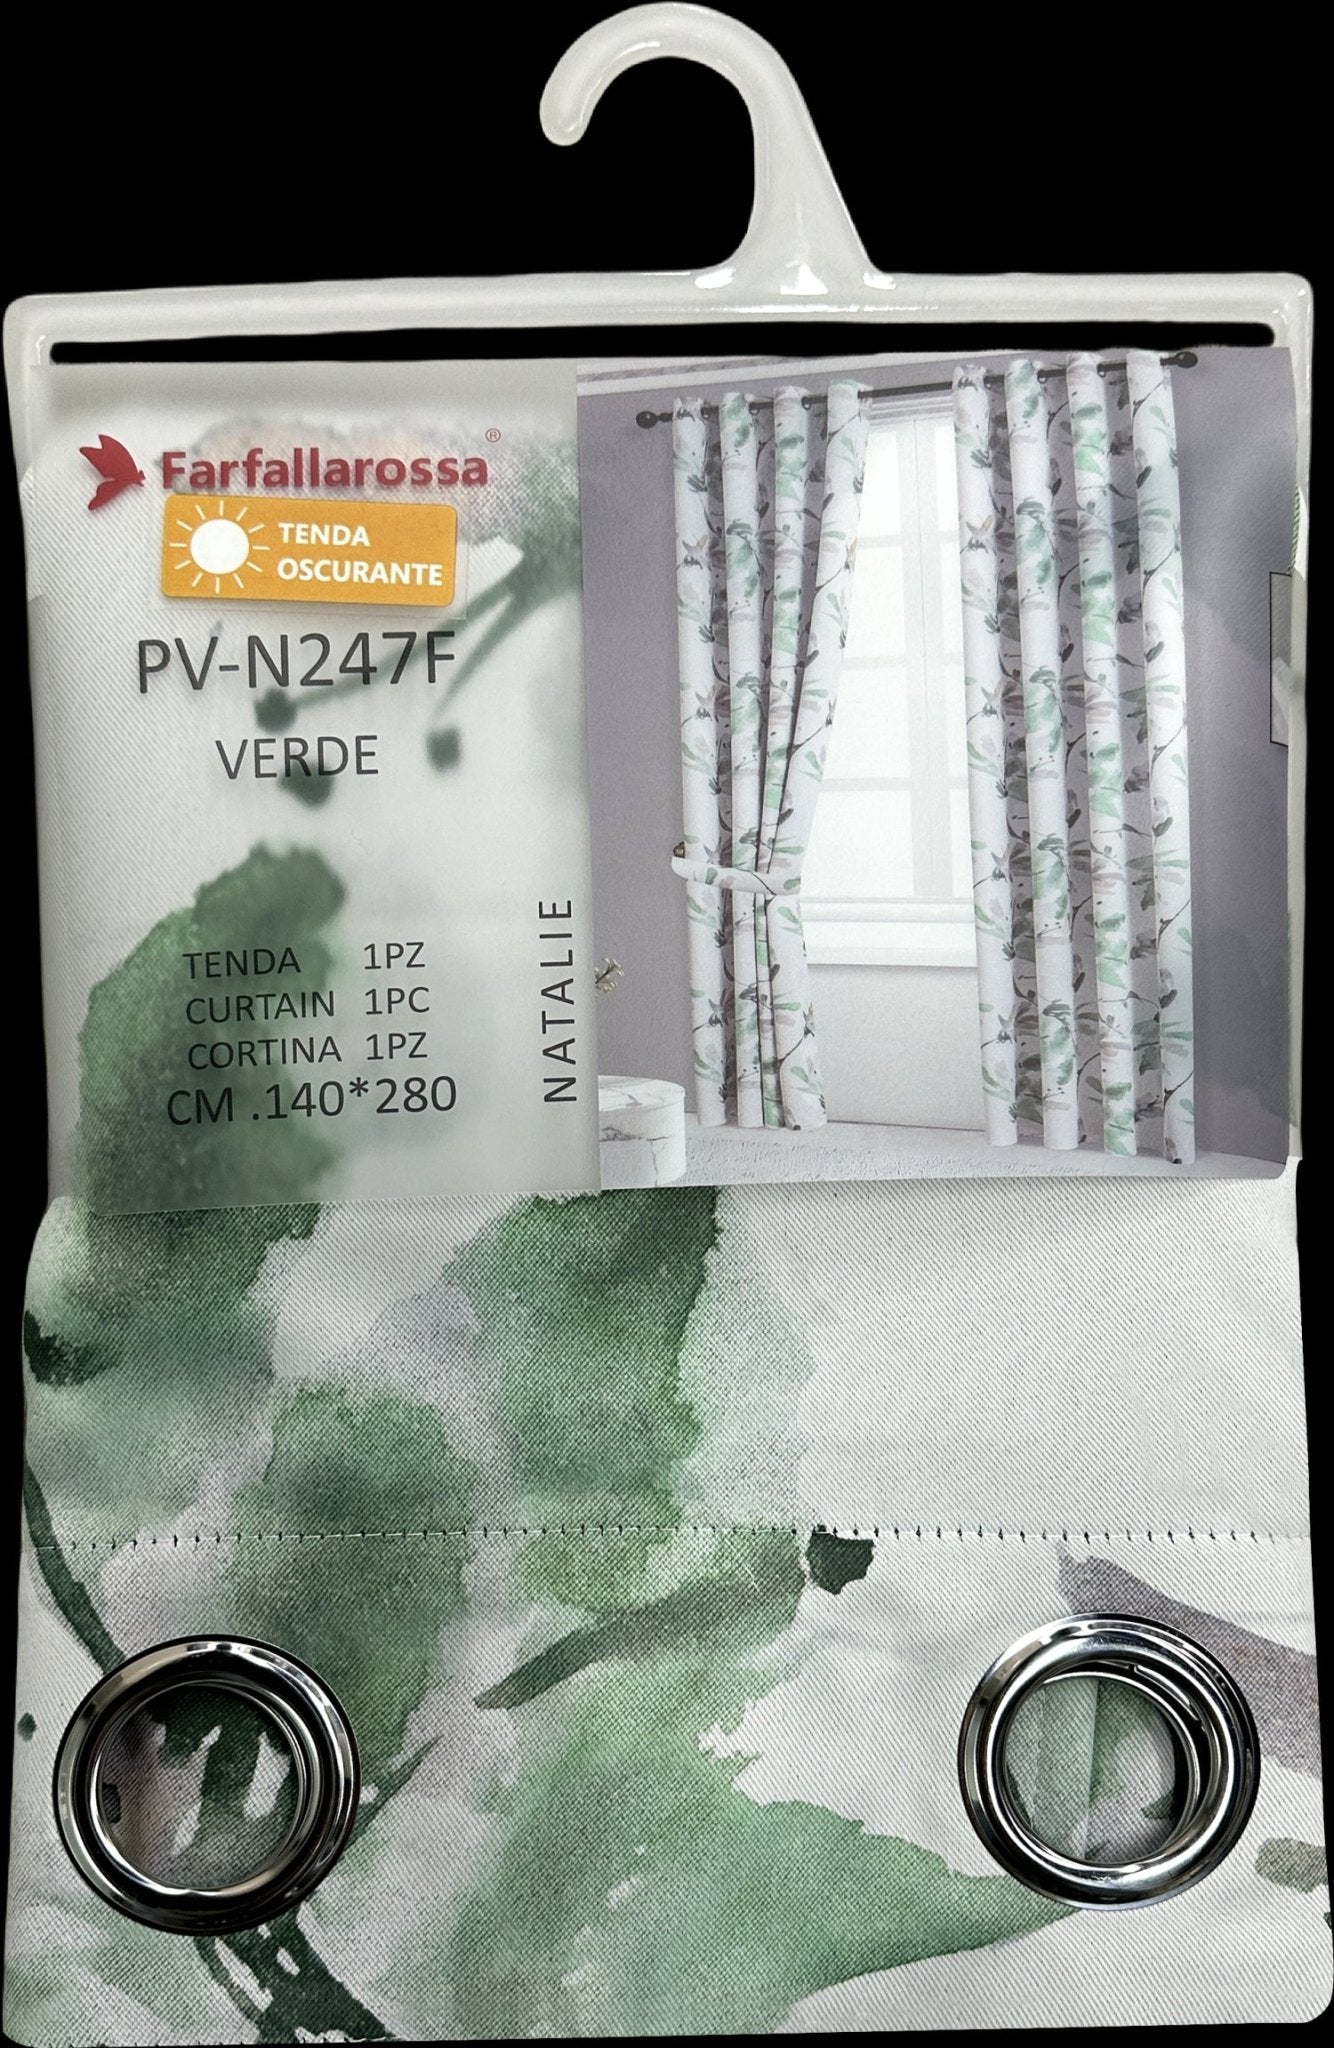 Farfallarossa®
TENDA
OSCURANTE
PV-N247F
VERDE
TENDA 1PZ
CURTAIN 1PC
CORTINA 1PZ
CM .140*280
NATALIE